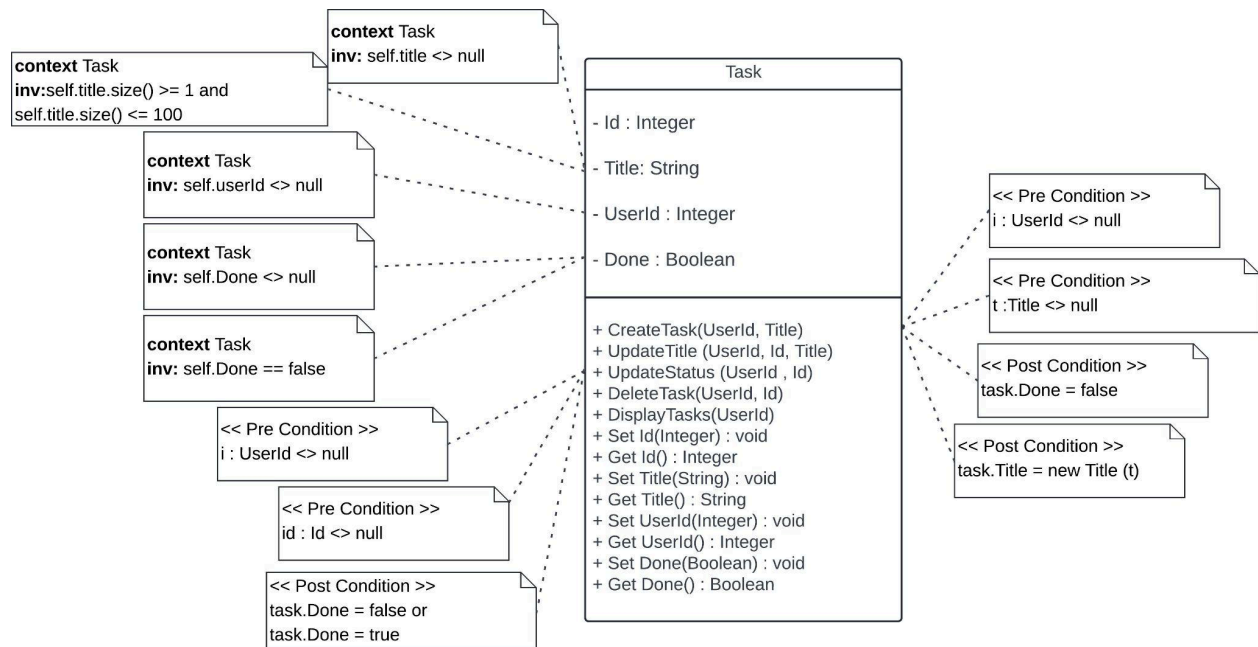 context Task
inv: self.title <> null
context Task
inv:self.title.size() >= 1 and
self.title.size() <= 100
context Task
inv: self.userId <> null
context Task
inv: self.Done <> null
context Task
inv: self.Done == false
<< Pre Condition >>
i : UserId <> null
<< Pre Condition >>
id : Id <> null
<< Post Condition >>
task.Done = false or
task.Done = true
Task
- Id : Integer
- Title: String
- UserId : Integer
- Done : Boolean
+ CreateTask(UserId, Title)
+ UpdateTitle (UserId, Id, Title)
+ UpdateStatus (UserId , Id)
+ DeleteTask(UserId, Id)
+ DisplayTasks(UserId)
+ Set Id(Integer) : void
+ Get Id() : Integer
+ Set Title(String) : void
+ Get Title() : String
+ Set UserId(Integer) : void
+ Get UserId() : Integer
+ Set Done(Boolean) : void
+ Get Done() : Boolean
<< Pre Condition >>
i : UserId <> null
<< Pre Condition >>
t :Title <> null
<< Post Condition >>
task.Done = false
<< Post Condition >>
task.Title = new Title (t)